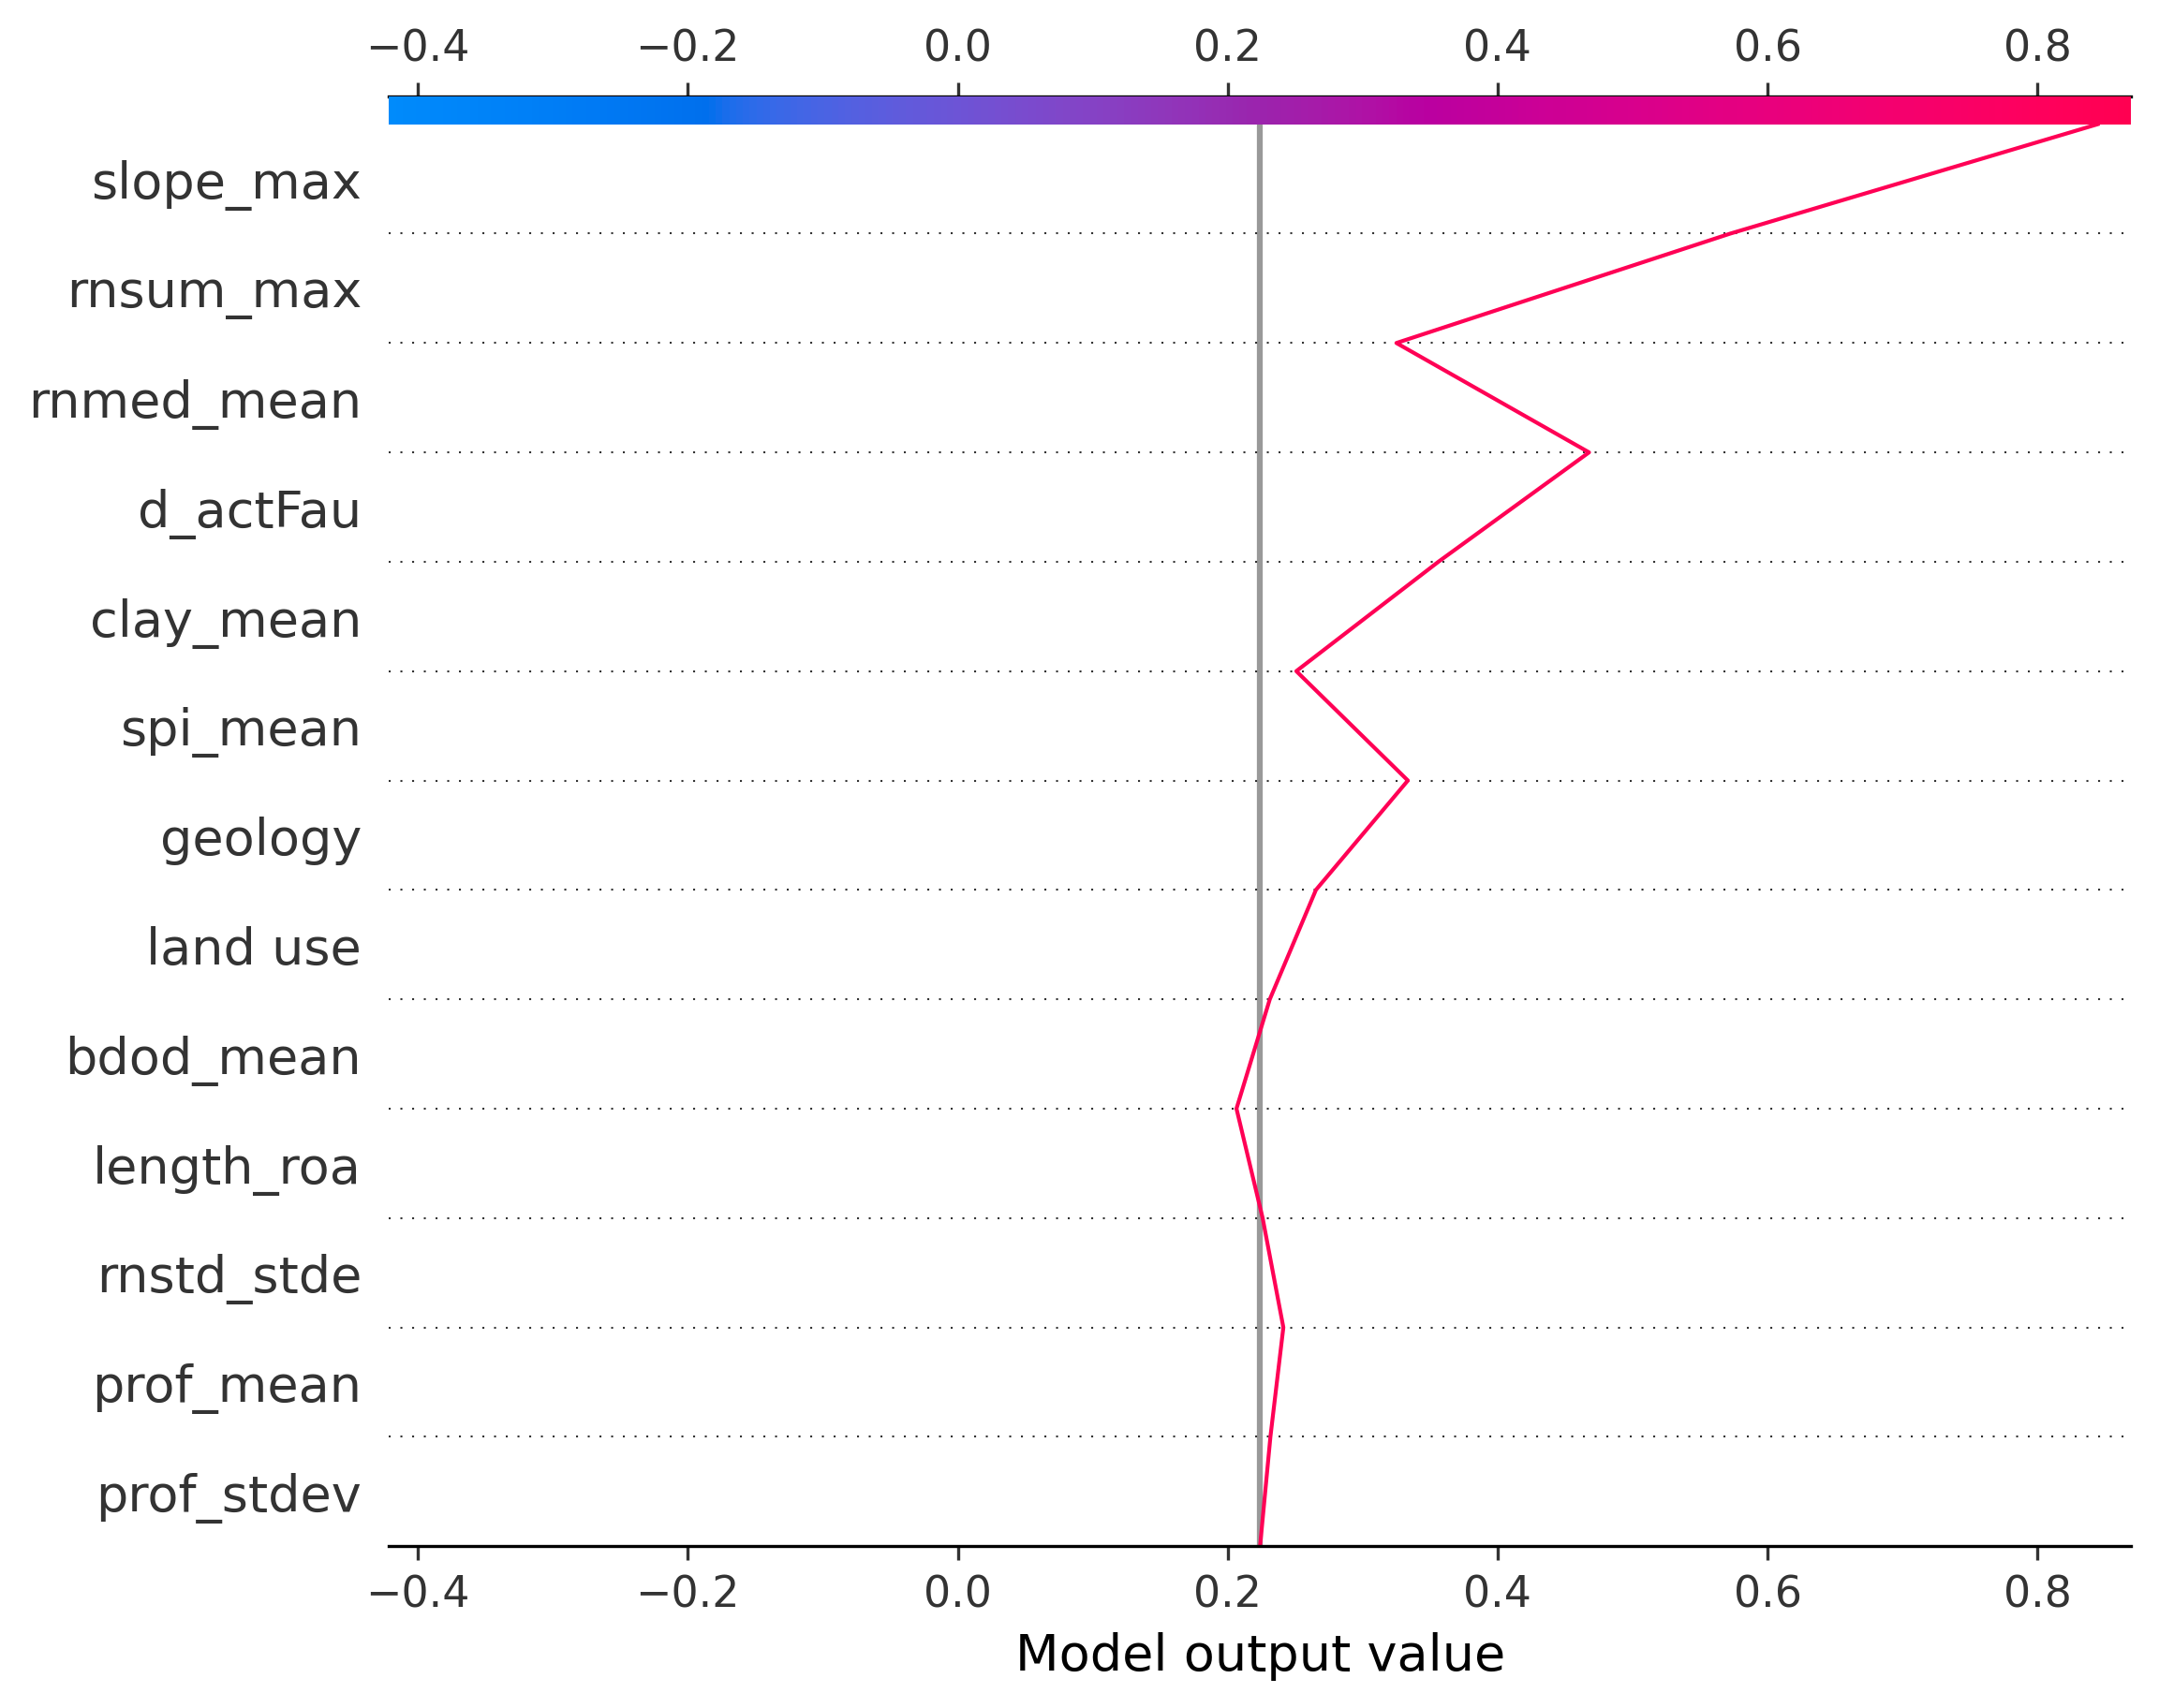 −0.4 −0.2 0.0 0.2 0.4 0.6 0.8
slope_max
rnsum_max
rnmed_mean
d_actFau
clay_mean
spi_mean
geology
land use
bdod_mean
length_roa
rnstd_stde
prof_mean
prof_stdev
−0.4 −0.2 0.0 0.2 0.4 0.6 0.8
Model output value